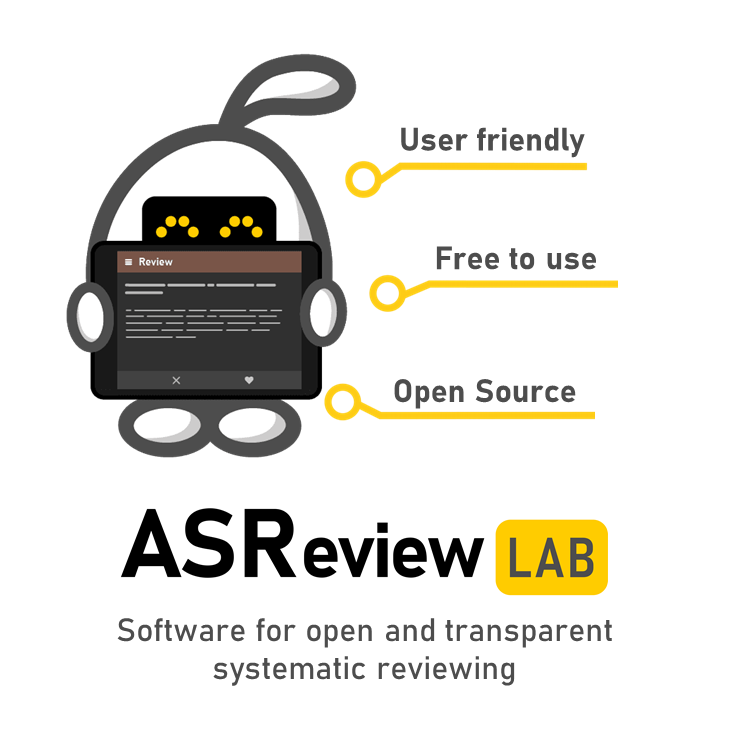 User friendly
Free to use
Review
Open Source
ASReview LAB
Software for open and transparent
systematic reviewing